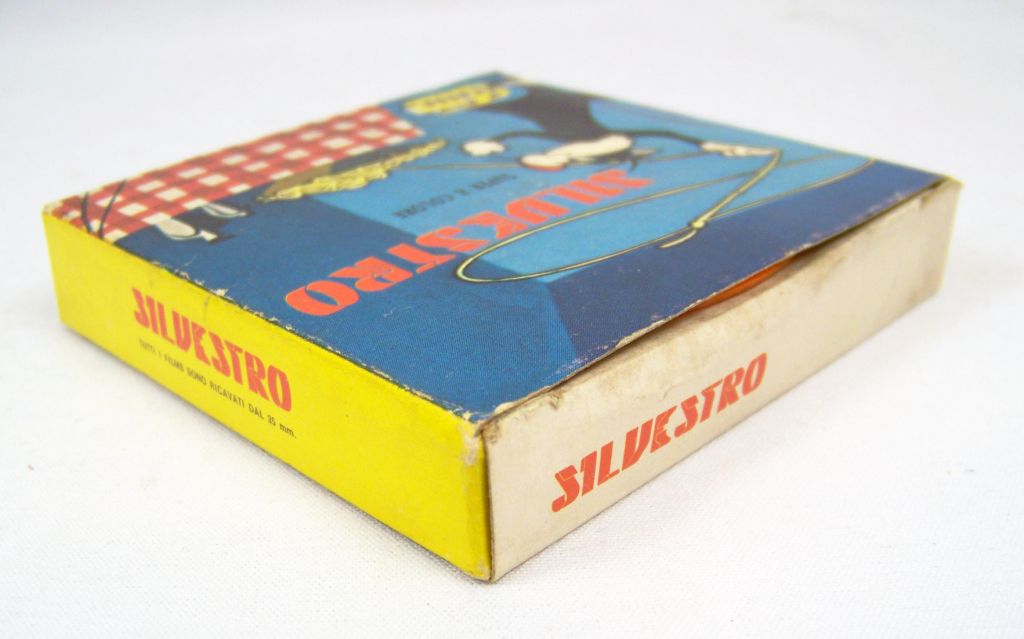 SILVESTRO
SUPER 8 COLORE
SILVESTRO
TUTTI I FILMS SONO RICAVATI DAL 35 mm.
SILVESTRO